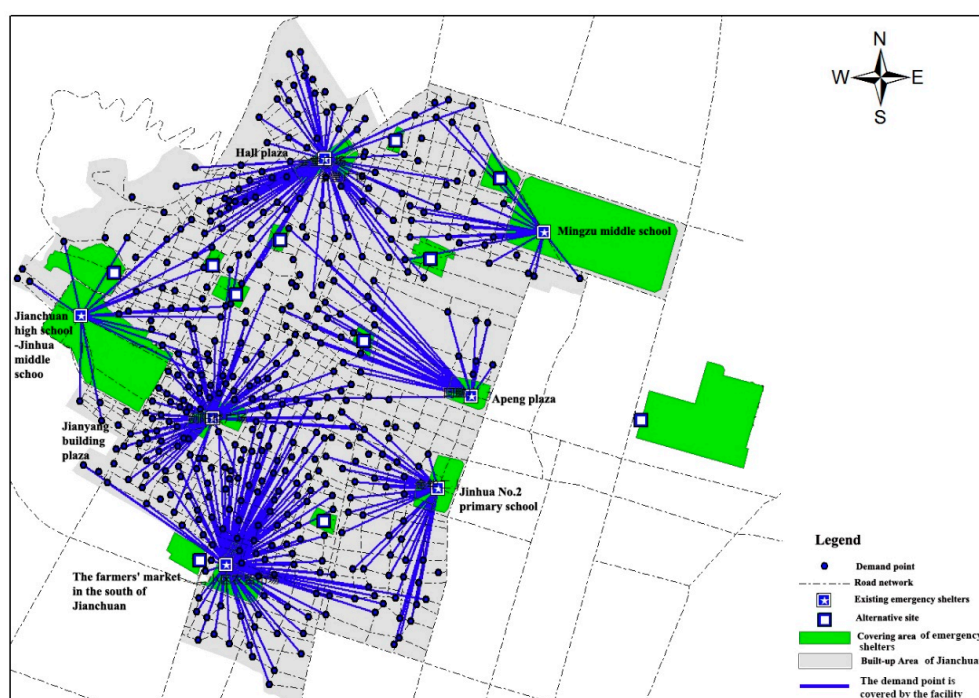 N
W
E
S
Hall plaza
Mingzu middle school
Jianchuan
high school
-Jinhua
middle
schoo
Apeng plaza
Jianyang
building
plaza
Jinhua No.2
primary school
The farmers' market
in the south of
Jianchuan
Legend
Demand point
Road network
Existing emergency shelters
Alternative site
Covering area of emergency
shelters
Built-up Area of Jianchua
The demand point is
covered by the facility